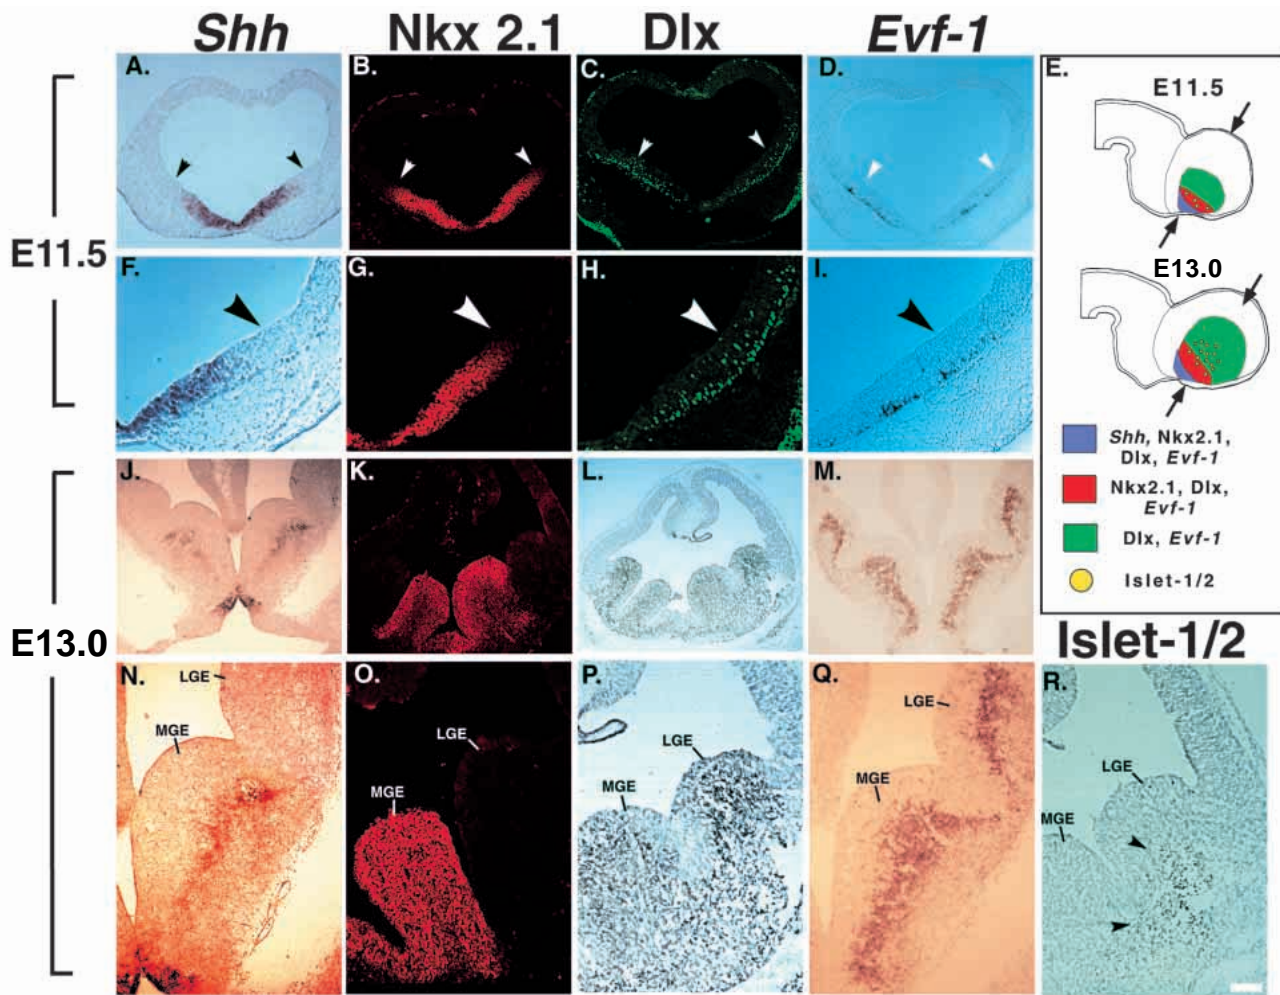 Shh Nkx 2.1 Dlx Evf-1
A. B. C. D. E.
E11.5
E11.5
F. G. H. I.
E13.0
Shh, Nkx2.1,
Dlx, Evf-1
Nkx2.1, Dlx,
Evf-1
Dlx, Evf-1
Islet-1/2
J. K. L. M.
E13.0
Islet-1/2
N. O. P. Q. R.
LGE
MGE
LGE
MGE
LGE
MGE
LGE
MGE
LGE
MGE